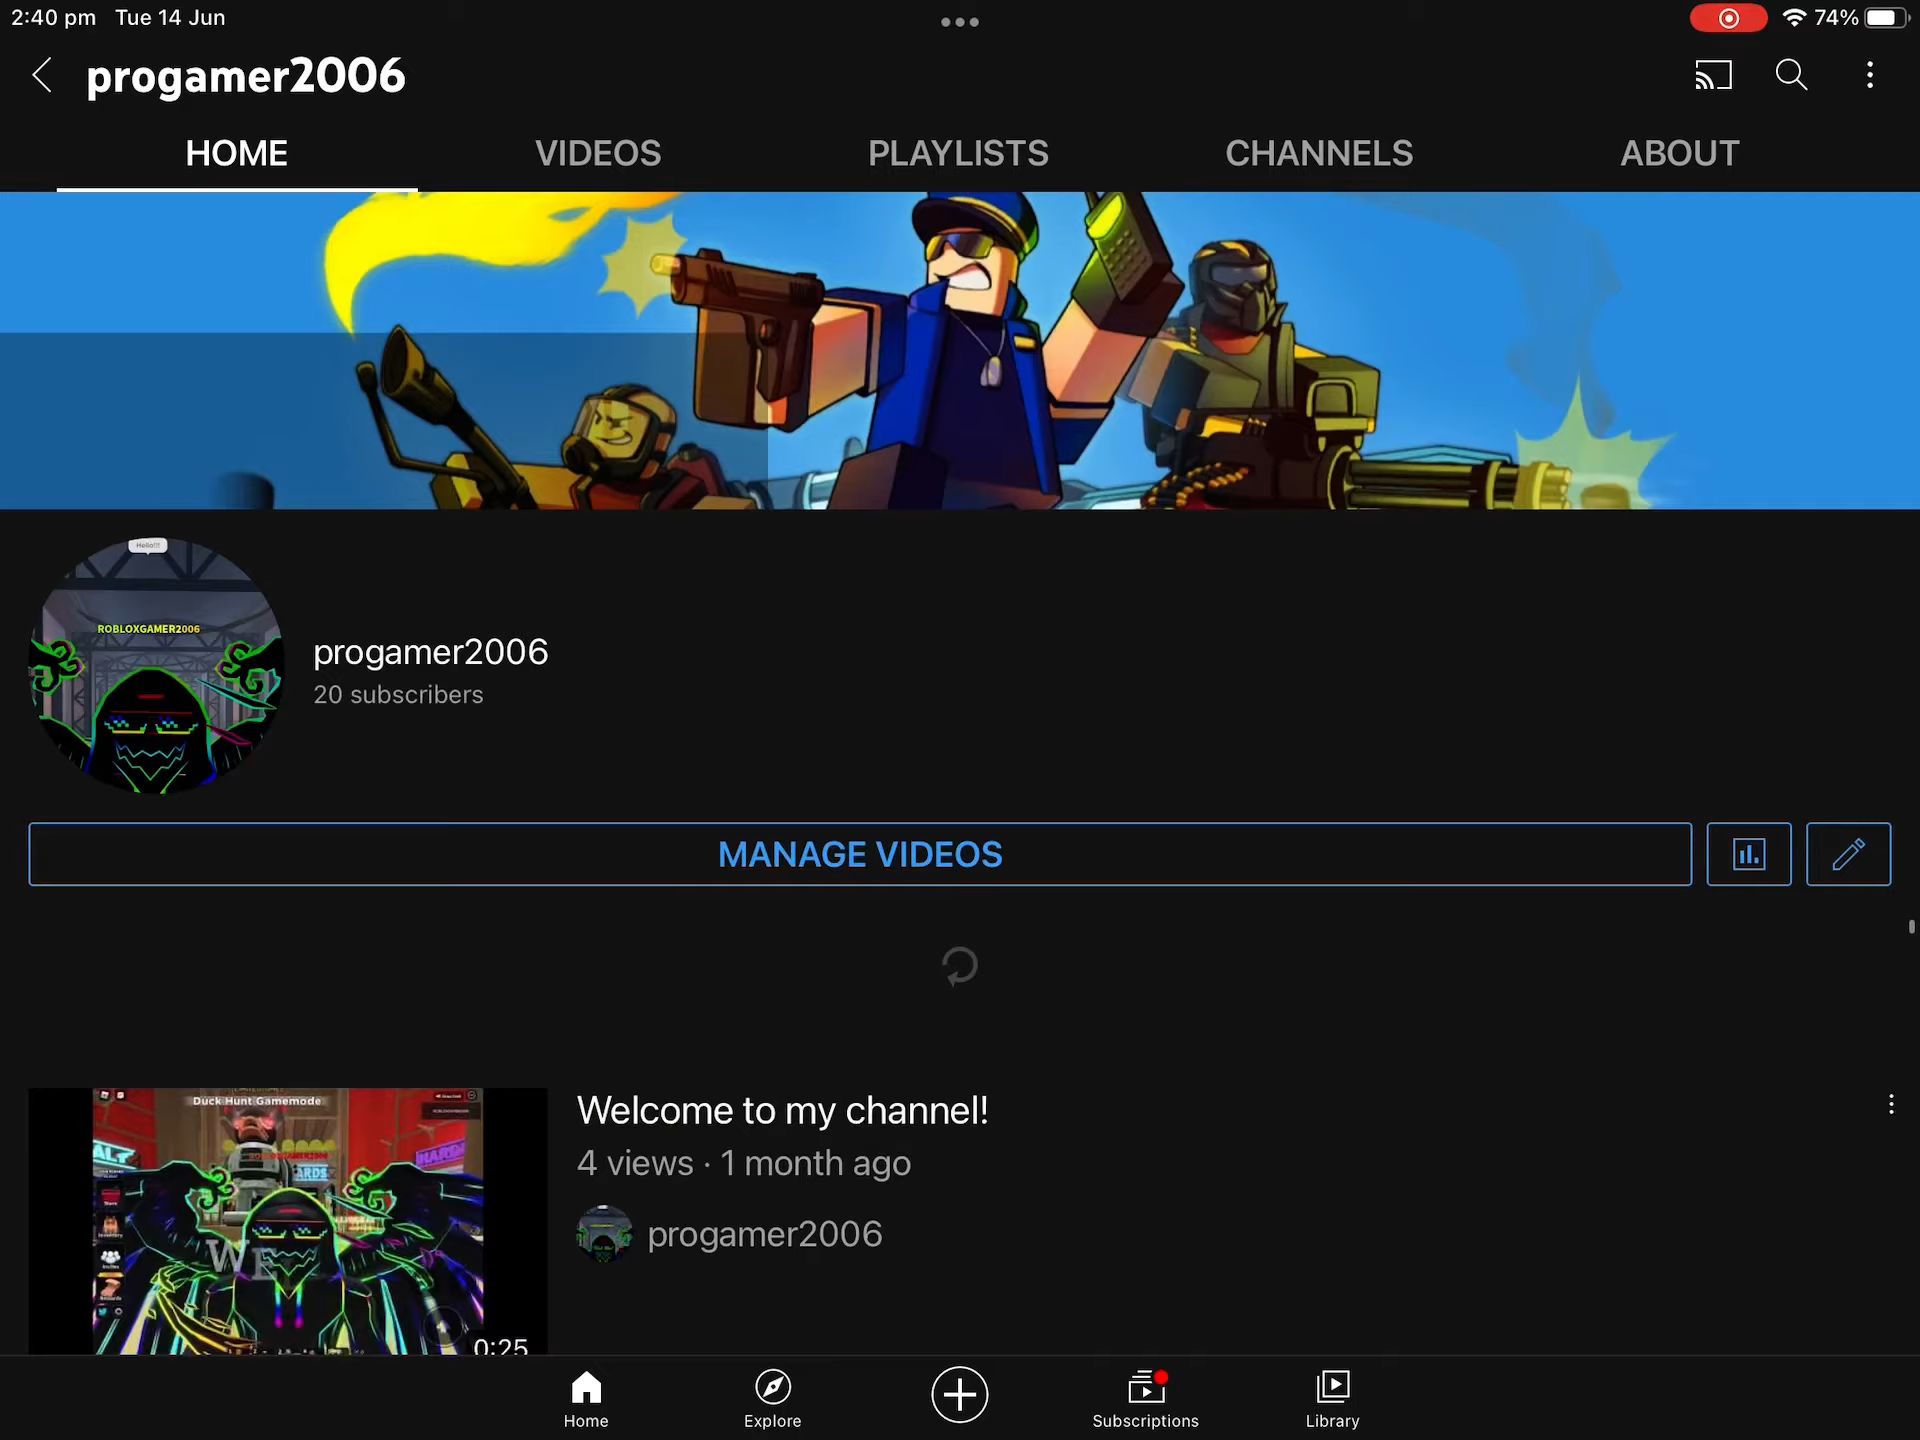 2:40 pm Tue 14 Jun
74%
progamer2006
HOME VIDEOS PLAYLISTS CHANNELS ABOUT
Hello!!!
ROBLOXGAMER2006
progamer2006
20 subscribers
MANAGE VIDEOS
Duck Hunt Gamemode
WE
0:25
Welcome to my channel!
4 views · 1 month ago
progamer2006
Home Explore Subscriptions Library